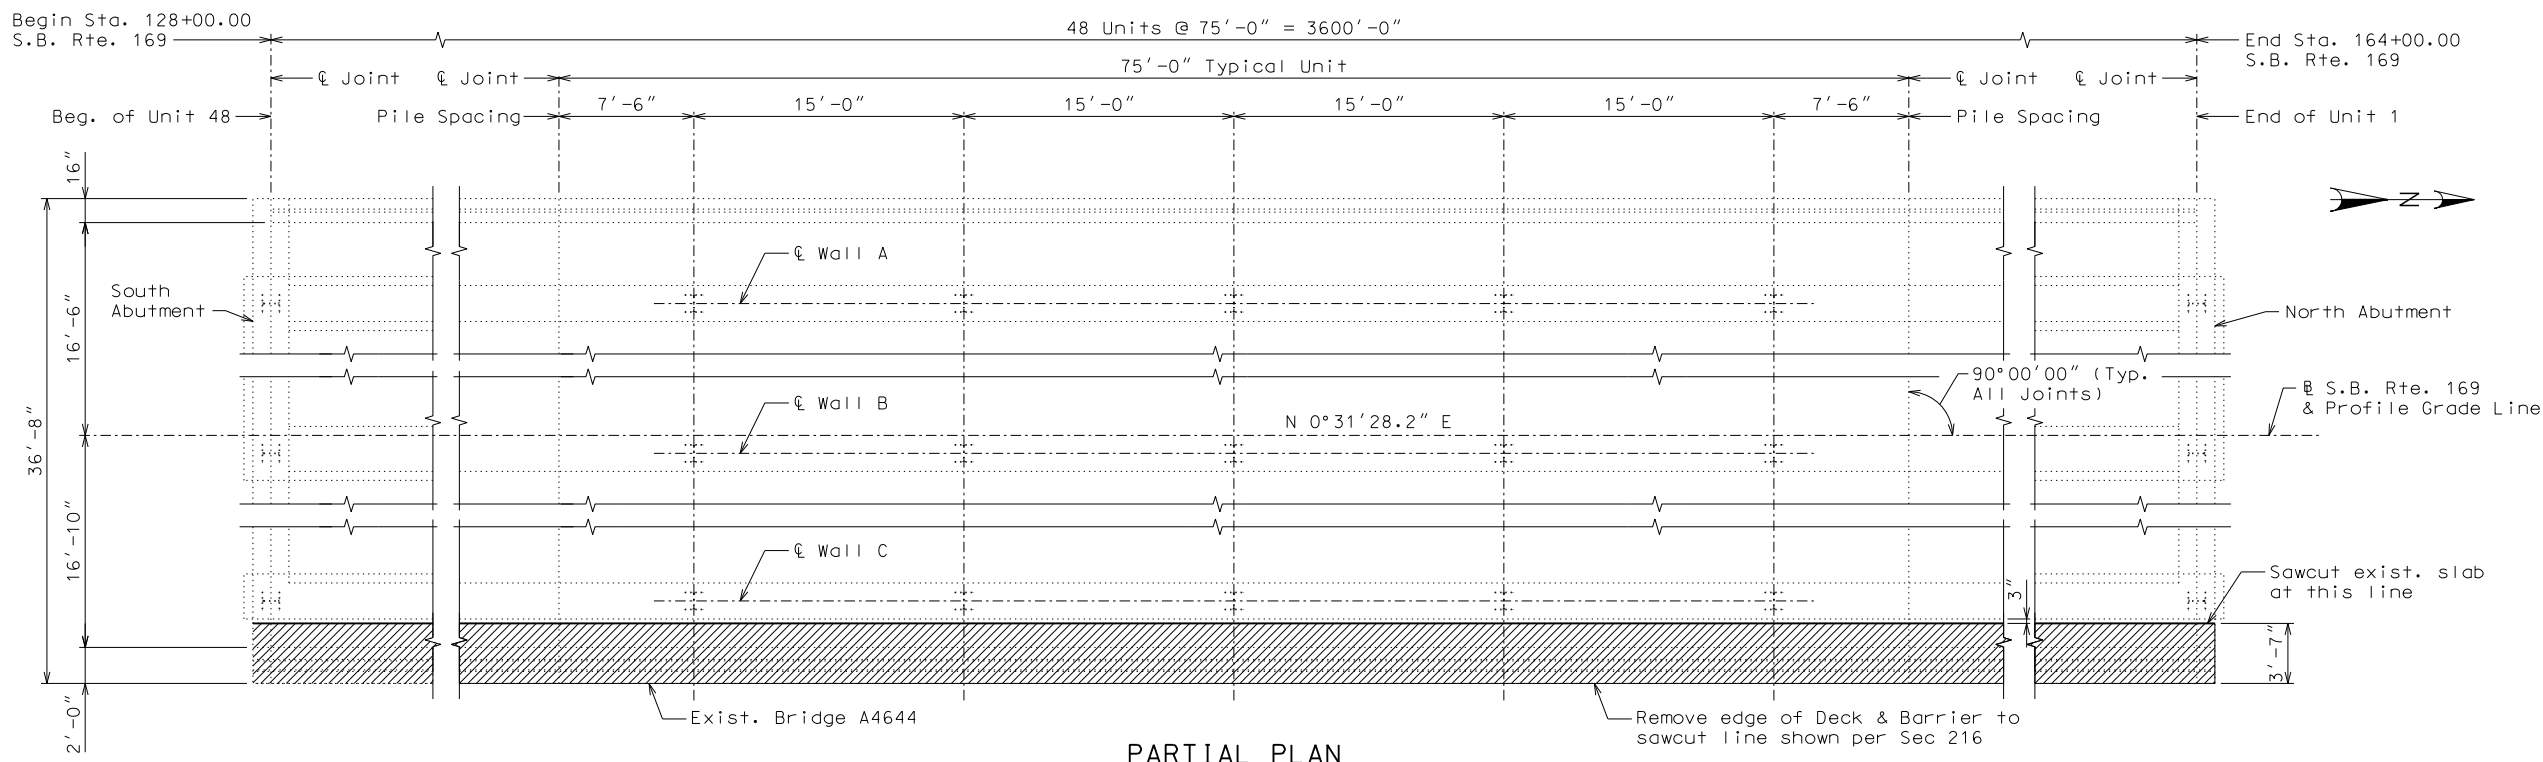 Begin Sta. 128+00.00
S.B. Rte. 169
48 Units @ 75'-0" = 3600'-0"
End Sta. 164+00.00
S.B. Rte. 169
℄ Joint
℄ Joint
75'-0" Typical Unit
℄ Joint
℄ Joint
Beg. of Unit 48
Pile Spacing
7'-6"
15'-0"
15'-0"
15'-0"
15'-0"
7'-6"
Pile Spacing
End of Unit 1
16"
N
℄ Wall A
South
Abutment
16'-6"
North Abutment
36'-8"
90°00'00" (Typ.
All Joints)
℄ Wall B
N 0°31'28.2" E
B S.B. Rte. 169
& Profile Grade Line
16'-10"
℄ Wall C
3"
Sawcut exist. slab
at this line
3'-7"
2'-0"
Exist. Bridge A4644
Remove edge of Deck & Barrier to
sawcut line shown per Sec 216
PARTIAL PLAN